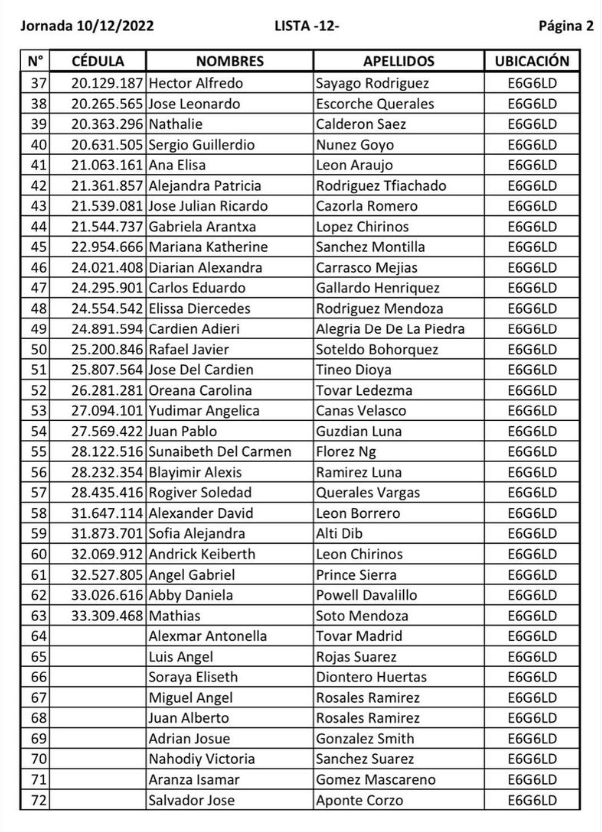 Jornada 10/12/2022 LISTA -12- Página 2
N° CÉDULA NOMBRES APELLIDOS UBICACIÓN
37 20.129.187 Hector Alfredo Sayago Rodriguez E6G6LD
38 20.265.565 Jose Leonardo Escorche Querales E6G6LD
39 20.363.296 Nathalie Calderon Saez E6G6LD
40 20.631.505 Sergio Guillerdio Nunez Goyo E6G6LD
41 21.063.161 Ana Elisa Leon Araujo E6G6LD
42 21.361.857 Alejandra Patricia Rodriguez Tfiachado E6G6LD
43 21.539.081 Jose Julian Ricardo Cazorla Romero E6G6LD
44 21.544.737 Gabriela Arantxa Lopez Chirinos E6G6LD
45 22.954.666 Mariana Katherine Sanchez Montilla E6G6LD
46 24.021.408 Diarian Alexandra Carrasco Mejias E6G6LD
47 24.295.901 Carlos Eduardo Gallardo Henriquez E6G6LD
48 24.554.542 Elissa Diercedes Rodriguez Mendoza E6G6LD
49 24.891.594 Cardien Adieri Alegria De De La Piedra E6G6LD
50 25.200.846 Rafael Javier Soteldo Bohorquez E6G6LD
51 25.807.564 Jose Del Cardien Tineo Dioya E6G6LD
52 26.281.281 Oreana Carolina Tovar Ledezma E6G6LD
53 27.094.101 Yudimar Angelica Canas Velasco E6G6LD
54 27.569.422 Juan Pablo Guzdian Luna E6G6LD
55 28.122.516 Sunaibeth Del Carmen Florez Ng E6G6LD
56 28.232.354 Blayimir Alexis Ramirez Luna E6G6LD
57 28.435.416 Rogiver Soledad Querales Vargas E6G6LD
58 31.647.114 Alexander David Leon Borrero E6G6LD
59 31.873.701 Sofia Alejandra Alti Dib E6G6LD
60 32.069.912 Andrick Keiberth Leon Chirinos E6G6LD
61 32.527.805 Angel Gabriel Prince Sierra E6G6LD
62 33.026.616 Abby Daniela Powell Davalillo E6G6LD
63 33.309.468 Mathias Soto Mendoza E6G6LD
64 Alexmar Antonella Tovar Madrid E6G6LD
65 Luis Angel Rojas Suarez E6G6LD
66 Soraya Eliseth Diontero Huertas E6G6LD
67 Miguel Angel Rosales Ramirez E6G6LD
68 Juan Alberto Rosales Ramirez E6G6LD
69 Adrian Josue Gonzalez Smith E6G6LD
70 Nahodiy Victoria Sanchez Suarez E6G6LD
71 Aranza Isamar Gomez Mascareno E6G6LD
72 Salvador Jose Aponte Corzo E6G6LD